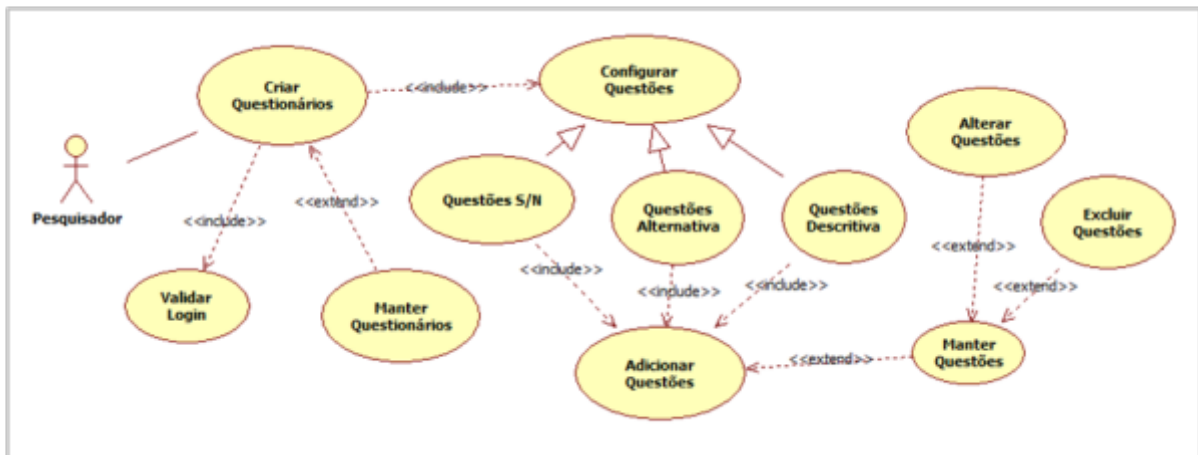 Criar
Questionários
<<include>>
Configurar
Questões
Alterar
Questões
Pesquisador
<<include>>
<<extend>>
Questões S/N
Questões
Alternativa
Questões
Descritiva
Excluir
Questões
<<include>>
<<include>>
<<include>>
<<extend>>
<<extend>>
Validar
Login
Manter
Questionários
Adicionar
Questões
<<extend>>
Manter
Questões